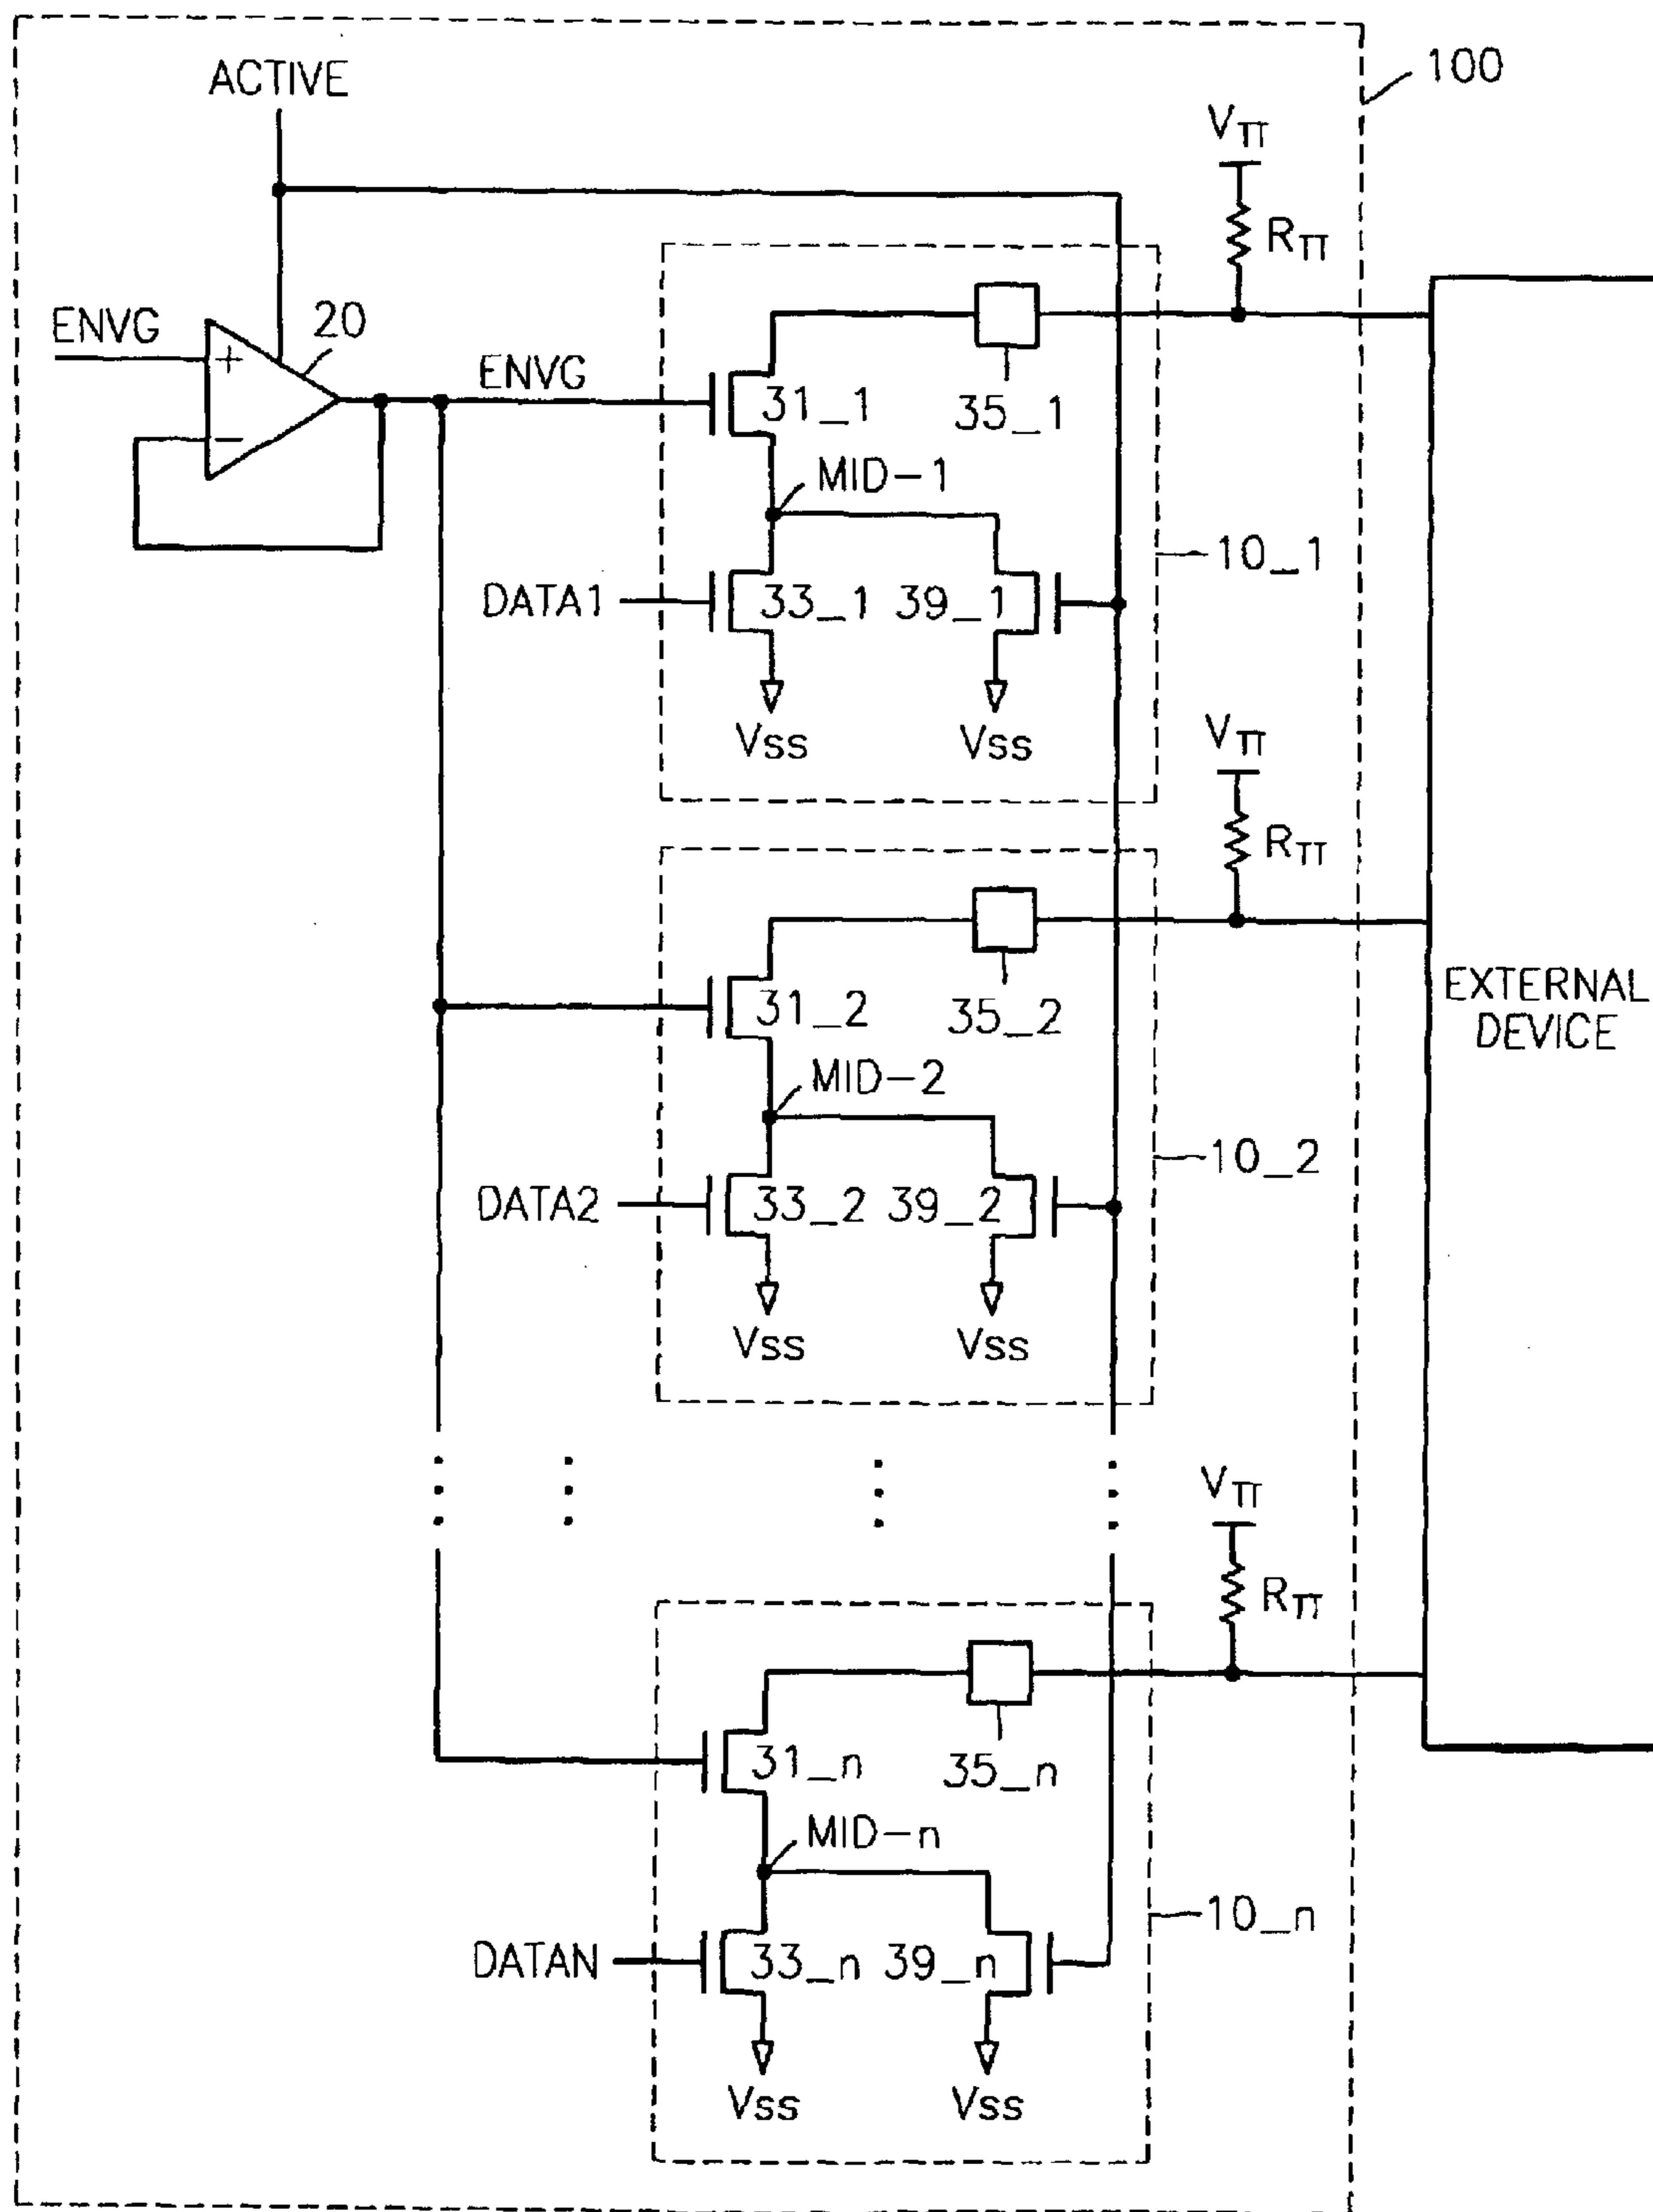 100
ACTIVE
VTT
RTT
ENVG
20
+
−
ENVG
31_1
35_1
MID-1
10_1
DATA1
33_1
39_1
Vss
Vss
VTT
RTT
31_2
35_2
EXTERNAL
DEVICE
MID-2
10_2
DATA2
33_2
39_2
Vss
Vss
VTT
RTT
31_n
35_n
MID-n
10_n
DATAN
33_n
39_n
Vss
Vss